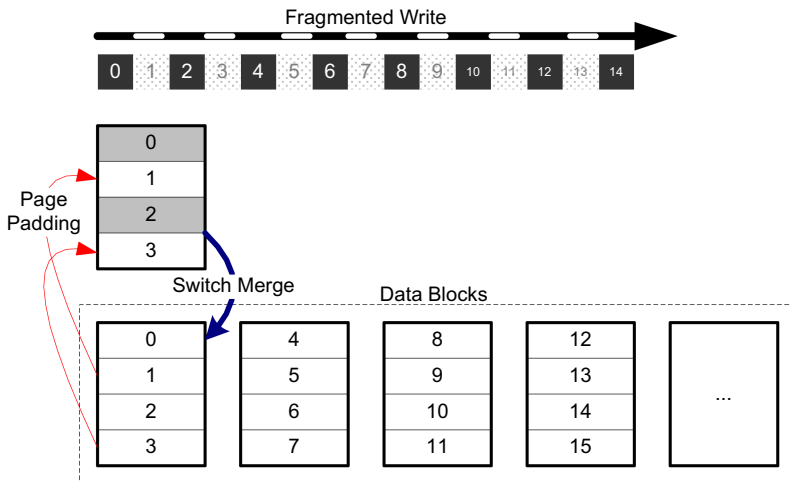 Fragmented Write
0 1 2 3 4 5 6 7 8 9 10 11 12 13 14
0
1
2
3
Page
Padding
Switch Merge
Data Blocks
0 4 8 12
1 5 9 13
2 6 10 14
3 7 11 15
...